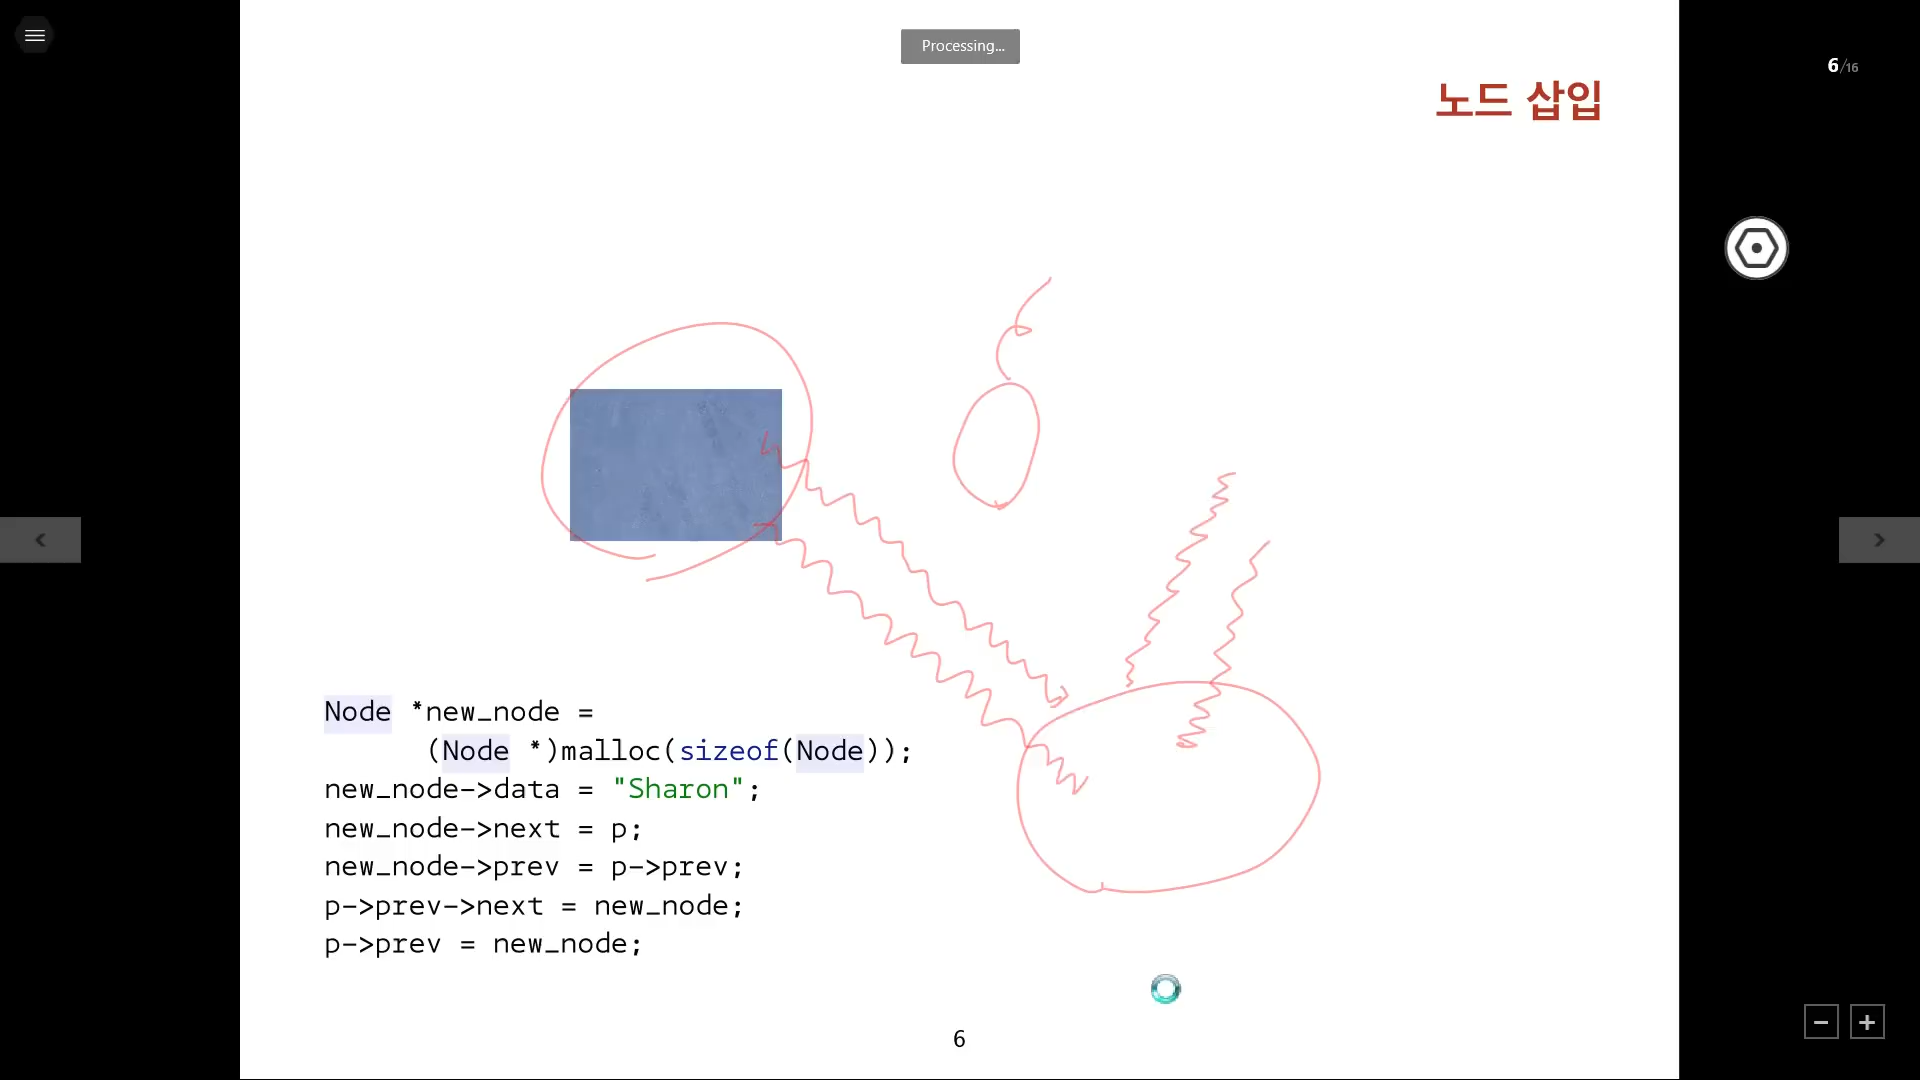 Processing...
6/16
노드 삽입
Node *new_node =
(Node *)malloc(sizeof(Node));
new_node->data = "Sharon";
new_node->next = p;
new_node->prev = p->prev;
p->prev->next = new_node;
p->prev = new_node;
6